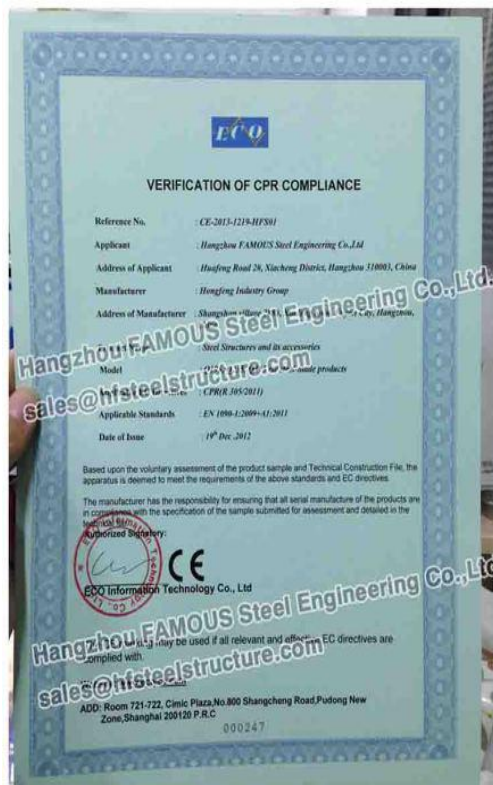 ECO
VERIFICATION OF CPR COMPLIANCE
Reference No. : CE-2013-1219-HFS01
Applicant : Hangzhou FAMOUS Steel Engineering Co.,Ltd
Address of Applicant : Huafeng Road 28, Xiacheng District, Hangzhou 310003, China
Manufacturer : Hongfeng Industry Group
Address of Manufacturer : Shangshan village City, Hangzhou,
Hangzhou FAMOUS Steel Engineering Co.,Ltd.
: Steel Structures and its accessories
Model products
sales@hfsteelstructure.com
: CPR(R 305/2011)
Applicable Standards : EN 1090-1:2009+A1:2011
Date of Issue : 19th Dec .2012
Based upon the voluntary assessment of the product sample and Technical Construction File, the
apparatus is deemed to meet the requirements of the above standards and EC directives.
The manufacturer has the responsibility for ensuring that all serial manufacture of the products are
in compliance with the specification of the sample submitted for assessment and detailed in the
technical file.
Authorized Signatory:
CE
ECO Information Technology Co., Ltd
Hangzhou FAMOUS Steel Engineering Co.,Ltd
may be used if all relevant and effective EC directives are
complied with.
sales@hfsteelstructure.com
ADD: Room 721-722, Cimic Plaza,No.800 Shangcheng Road,Pudong New
Zone,Shanghai 200120 P.R.C
000247